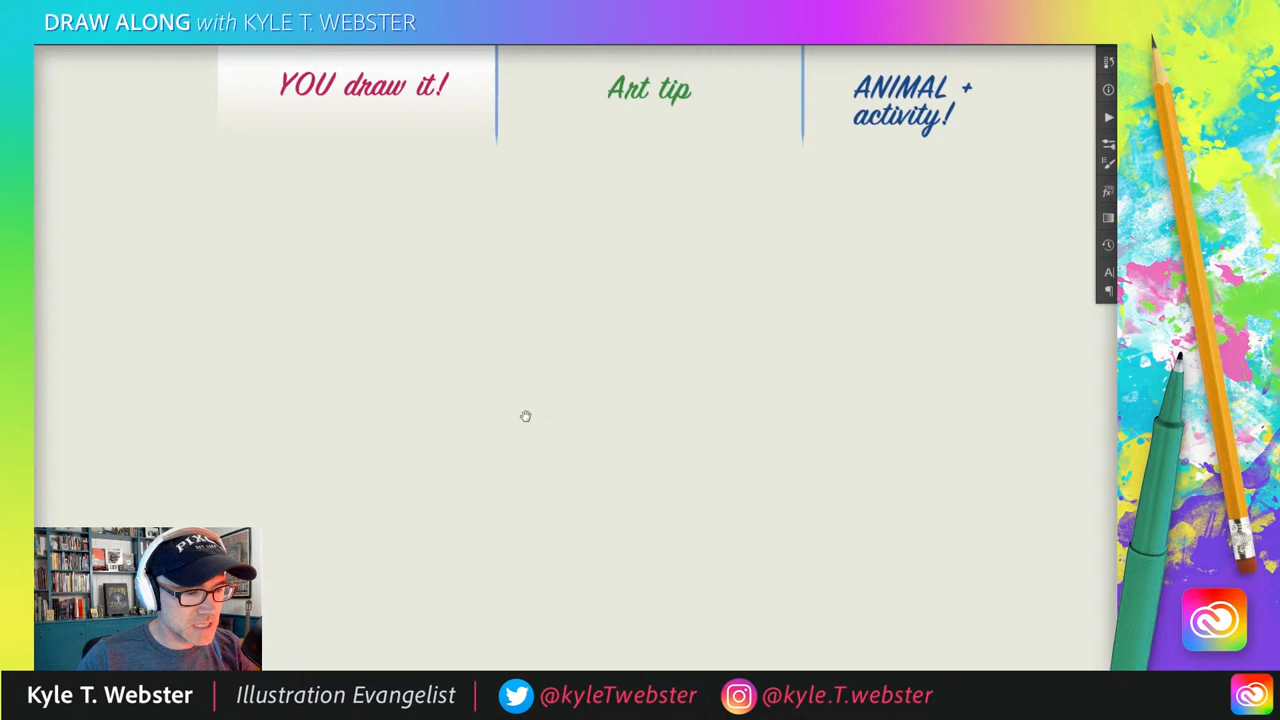 DRAW ALONG with KYLE T. WEBSTER
YOU draw it!
Art tip
ANIMAL +
activity!
Kyle T. Webster | Illustration Evangelist | @kyleTwebster @kyle.T.webster